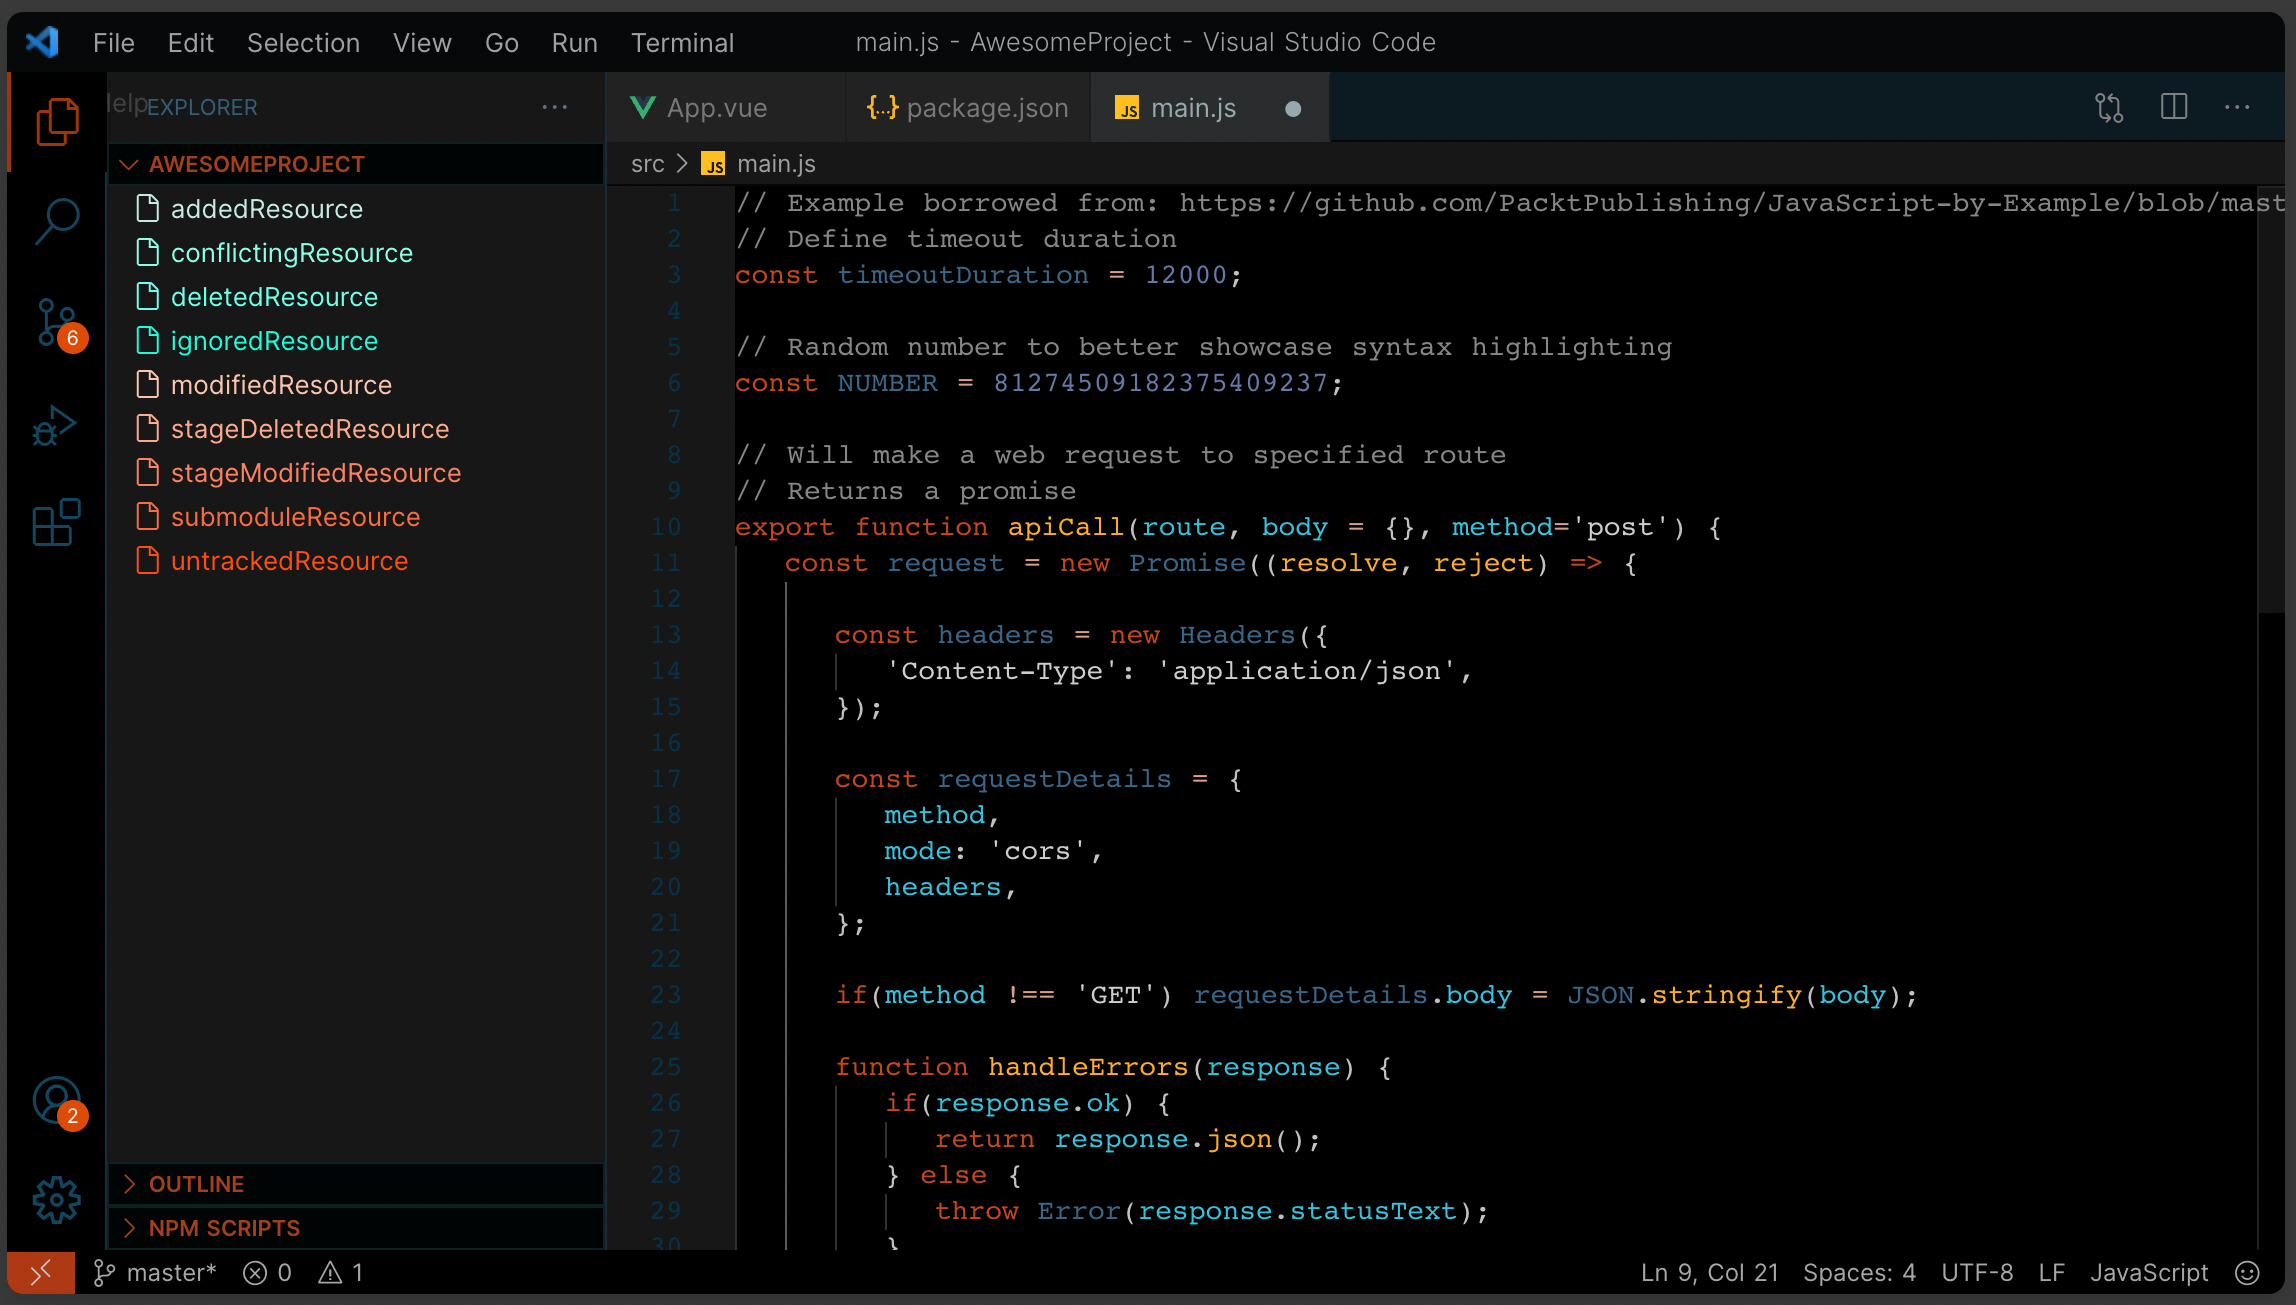 File Edit Selection View Go Run Terminal
main.js - AwesomeProject - Visual Studio Code
Help
EXPLORER
AWESOMEPROJECT
addedResource
conflictingResource
deletedResource
ignoredResource
modifiedResource
stageDeletedResource
stageModifiedResource
submoduleResource
untrackedResource
6
2
OUTLINE
NPM SCRIPTS
App.vue
{..} package.json
JS main.js
src > JS main.js
1 // Example borrowed from: https://github.com/PacktPublishing/JavaScript-by-Example/blob/mast
2 // Define timeout duration
3 const timeoutDuration = 12000;
4
5 // Random number to better showcase syntax highlighting
6 const NUMBER = 81274509182375409237;
7
8 // Will make a web request to specified route
9 // Returns a promise
10 export function apiCall(route, body = {}, method='post') {
11 const request = new Promise((resolve, reject) => {
12
13 const headers = new Headers({
14 'Content-Type': 'application/json',
15 });
16
17 const requestDetails = {
18 method,
19 mode: 'cors',
20 headers,
21 };
22
23 if(method !== 'GET') requestDetails.body = JSON.stringify(body);
24
25 function handleErrors(response) {
26 if(response.ok) {
27 return response.json();
28 } else {
29 throw Error(response.statusText);
30 }
master* 0 1
Ln 9, Col 21 Spaces: 4 UTF-8 LF JavaScript